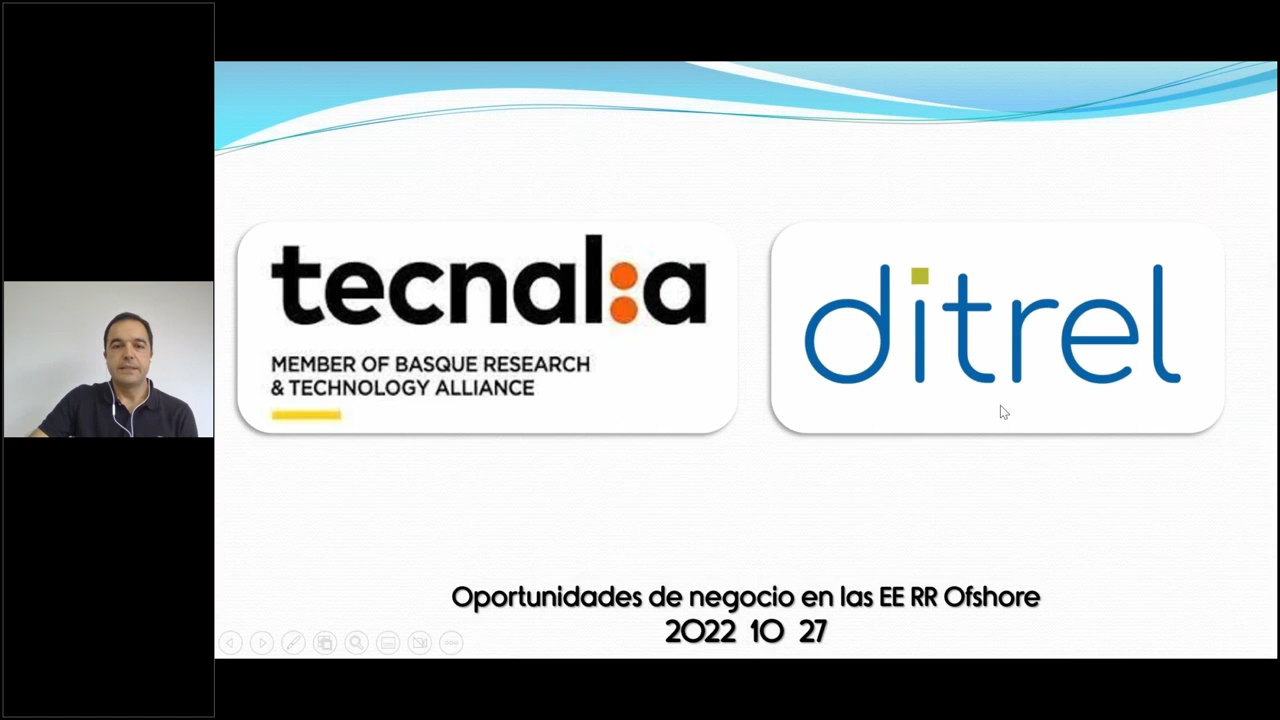 tecnalia
MEMBER OF BASQUE RESEARCH
& TECHNOLOGY ALLIANCE
ditrel
Oportunidades de negocio en las EE RR Ofshore
2022 10 27